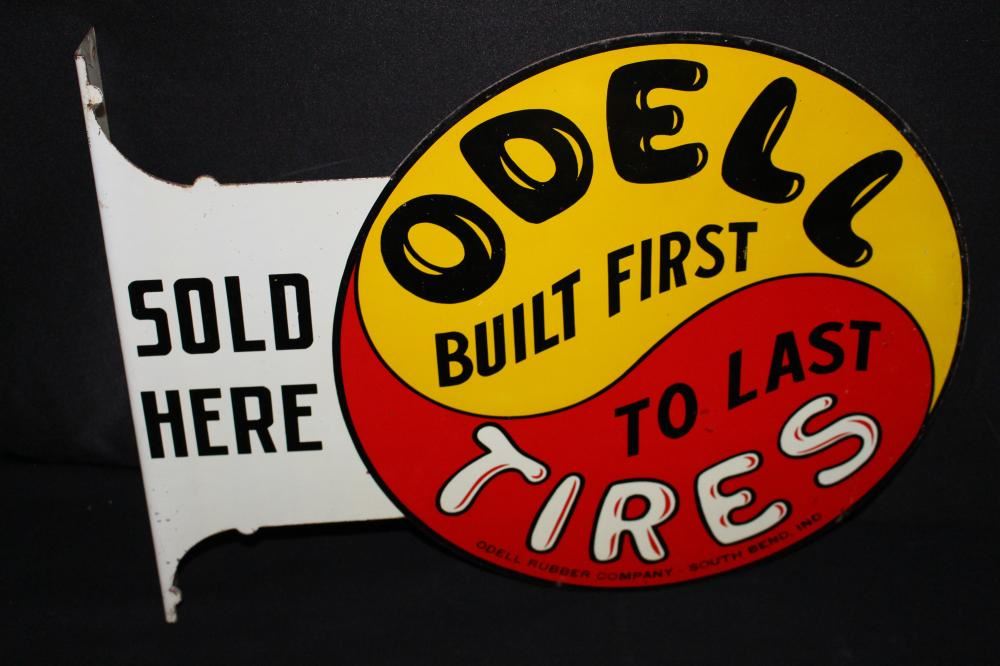 SOLD
HERE
ODELL
BUILT FIRST
TO LAST
TIRES
ODELL RUBBER COMPANY - SOUTH BEND, IND.